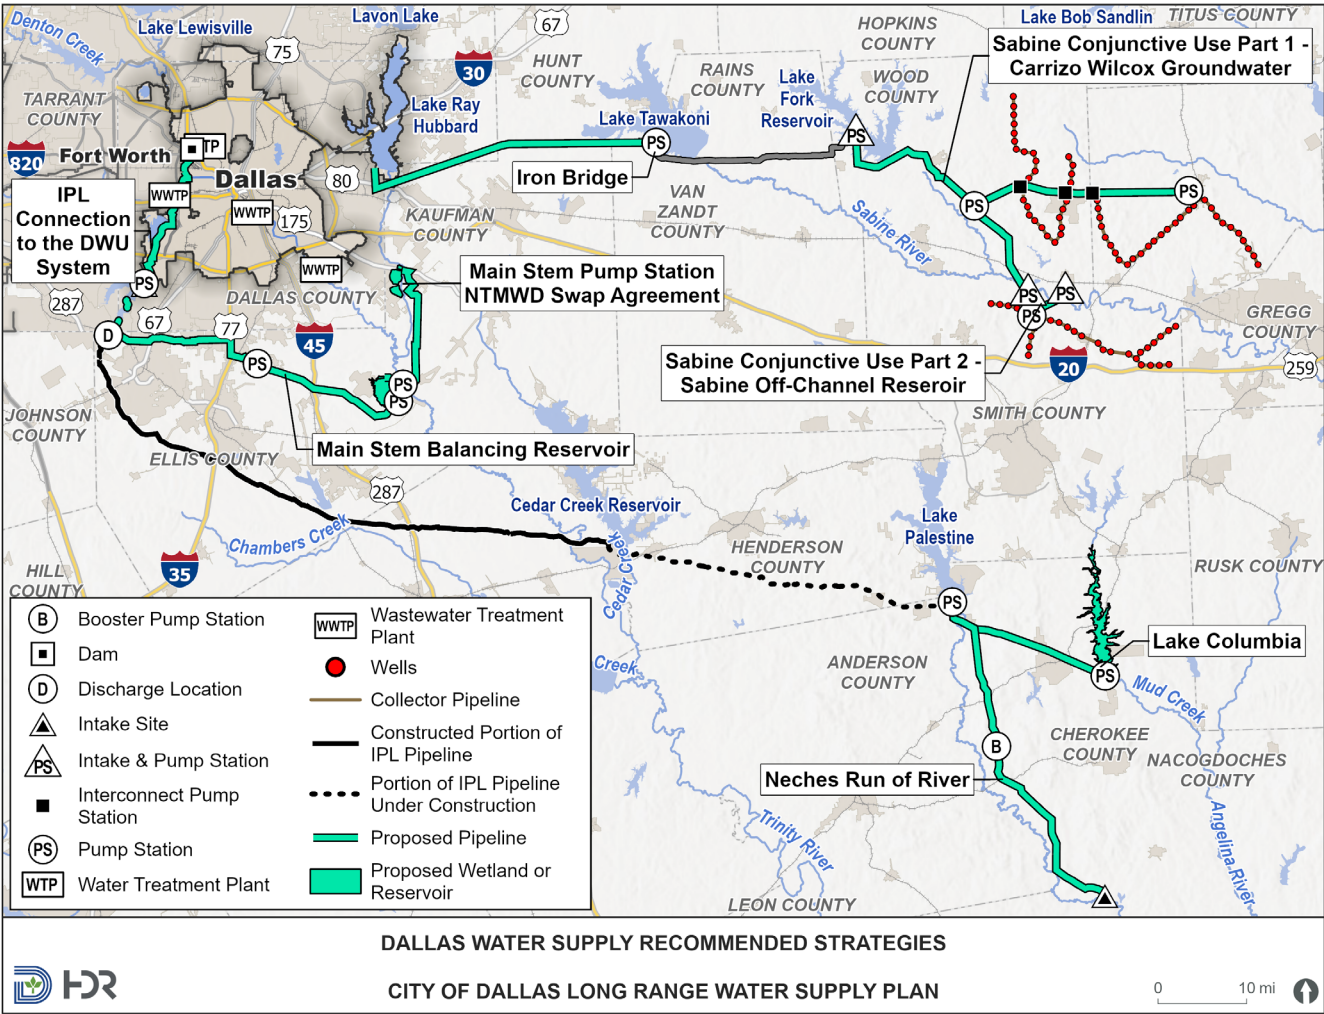 Denton Creek
Lake Lewisville
Lavon Lake
75
67
30
HUNT
COUNTY
HOPKINS
COUNTY
Lake Bob Sandlin
TITUS COUNTY
Sabine Conjunctive Use Part 1 -
Carrizo Wilcox Groundwater
TARRANT
COUNTY
820
Fort Worth
TP
Dallas
80
Lake Ray
Hubbard
Lake Tawakoni
RAINS
COUNTY
Lake
Fork
Reservoir
WOOD
COUNTY
PS
PS
Iron Bridge
IPL
Connection
to the DWU
System
WWTP
WWTP
175
WWTP
PS
KAUFMAN
COUNTY
VAN
ZANDT
COUNTY
Sabine River
PS
PS
PS
PS
PS
Main Stem Pump Station
NTMWD Swap Agreement
287
DALLAS COUNTY
67
77
45
D
PS
PS
PS
GREGG
COUNTY
259
20
Sabine Conjunctive Use Part 2 -
Sabine Off-Channel Reseroir
SMITH COUNTY
JOHNSON
COUNTY
ELLIS COUNTY
Main Stem Balancing Reservoir
287
Chambers Creek
35
HILL
COUNTY
Cedar Creek Reservoir
Cedar Creek
HENDERSON
COUNTY
Lake
Palestine
RUSK COUNTY
PS
Lake Columbia
PS
Mud Creek
Creek
ANDERSON
COUNTY
B
CHEROKEE
COUNTY
NACOGDOCHES
COUNTY
Neches Run of River
Trinity River
Angelina River
LEON COUNTY
B Booster Pump Station
Dam
D Discharge Location
Intake Site
PS Intake & Pump Station
Interconnect Pump
Station
PS Pump Station
WTP Water Treatment Plant
WWTP Wastewater Treatment
Plant
Wells
Collector Pipeline
Constructed Portion of
IPL Pipeline
Portion of IPL Pipeline
Under Construction
Proposed Pipeline
Proposed Wetland or
Reservoir
DALLAS WATER SUPPLY RECOMMENDED STRATEGIES
CITY OF DALLAS LONG RANGE WATER SUPPLY PLAN
HDR
0 10 mi